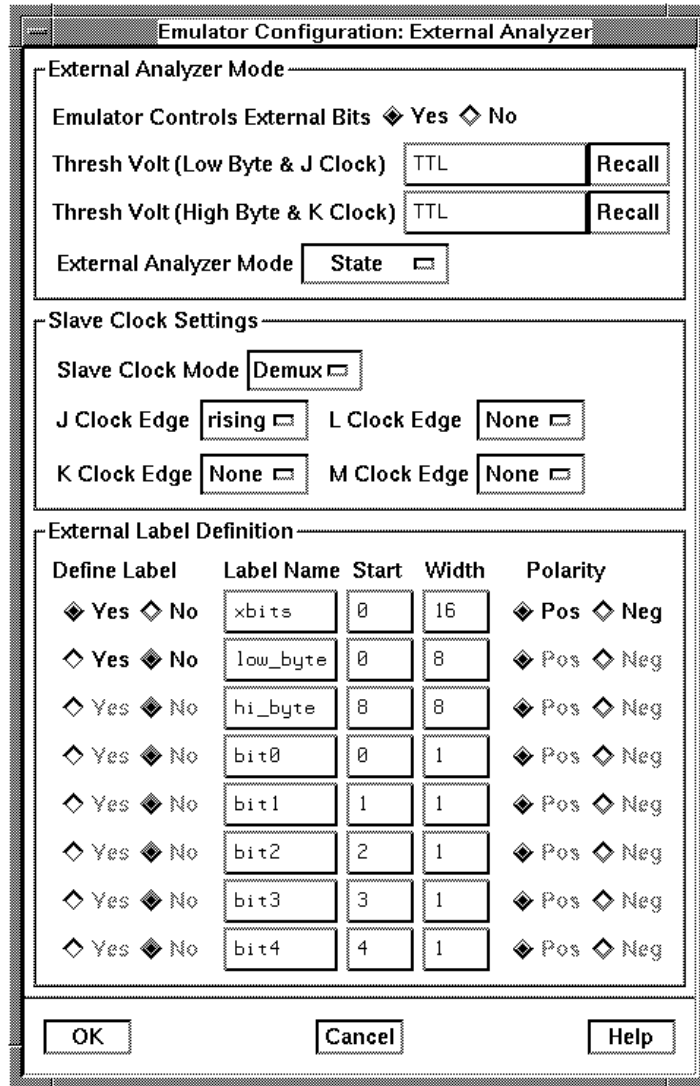 Emulator Configuration: External Analyzer
External Analyzer Mode
Emulator Controls External Bits Yes No
Thresh Volt (Low Byte & J Clock) TTL Recall
Thresh Volt (High Byte & K Clock) TTL Recall
External Analyzer Mode State
Slave Clock Settings
Slave Clock Mode Demux
J Clock Edge rising L Clock Edge None
K Clock Edge None M Clock Edge None
External Label Definition
Define Label Label Name Start Width Polarity
Yes No xbits 0 16 Pos Neg
Yes No low_byte 0 8 Pos Neg
Yes No hi_byte 8 8 Pos Neg
Yes No bit0 0 1 Pos Neg
Yes No bit1 1 1 Pos Neg
Yes No bit2 2 1 Pos Neg
Yes No bit3 3 1 Pos Neg
Yes No bit4 4 1 Pos Neg
OK Cancel Help